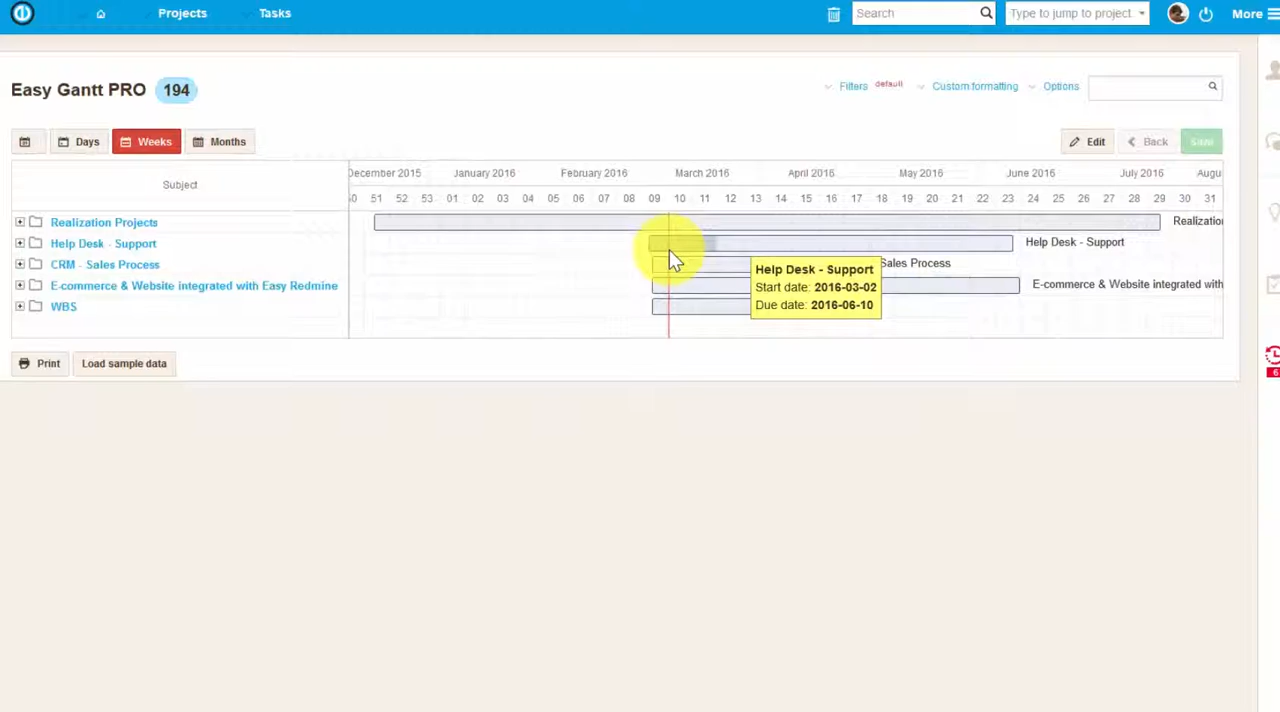 Projects Tasks Search Type to jump to project More
Easy Gantt PRO 194 Filters default Custom formatting Options
Days Weeks Months Edit Back Save
Subject
December 2015 January 2016 February 2016 March 2016 April 2016 May 2016 June 2016 July 2016 Augu
50 51 52 53 01 02 03 04 05 06 07 08 09 10 11 12 13 14 15 16 17 18 19 20 21 22 23 24 25 26 27 28 29 30 31
Realization Projects Realization
Help Desk - Support Help Desk - Support
CRM - Sales Process Sales Process
E-commerce & Website integrated with Easy Redmine E-commerce & Website integrated with
WBS
Help Desk - Support
Start date: 2016-03-02
Due date: 2016-06-10
Print Load sample data
6